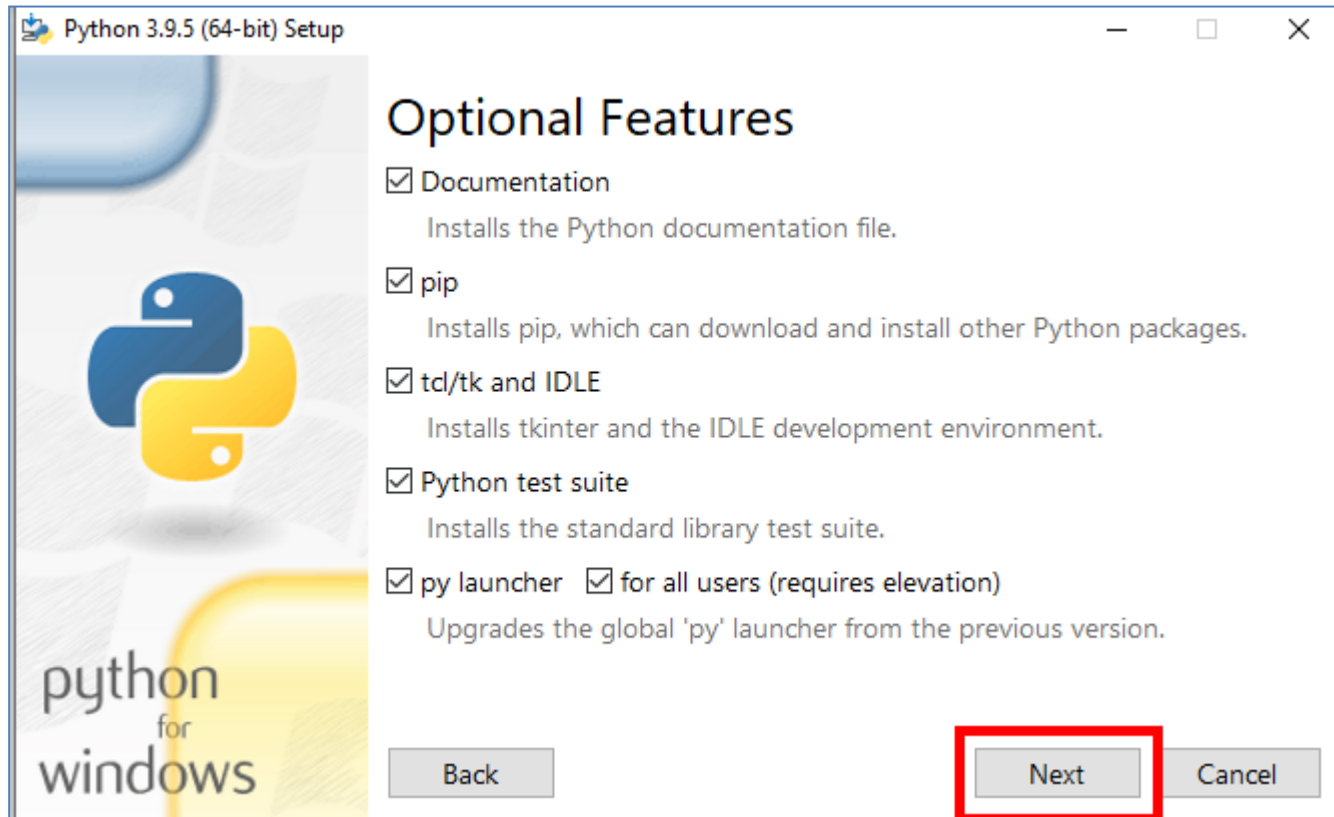 Python 3.9.5 (64-bit) Setup
Optional Features
Documentation
Installs the Python documentation file.
pip
Installs pip, which can download and install other Python packages.
tcl/tk and IDLE
Installs tkinter and the IDLE development environment.
Python test suite
Installs the standard library test suite.
py launcher for all users (requires elevation)
Upgrades the global 'py' launcher from the previous version.
python
for
windows
Back Next Cancel